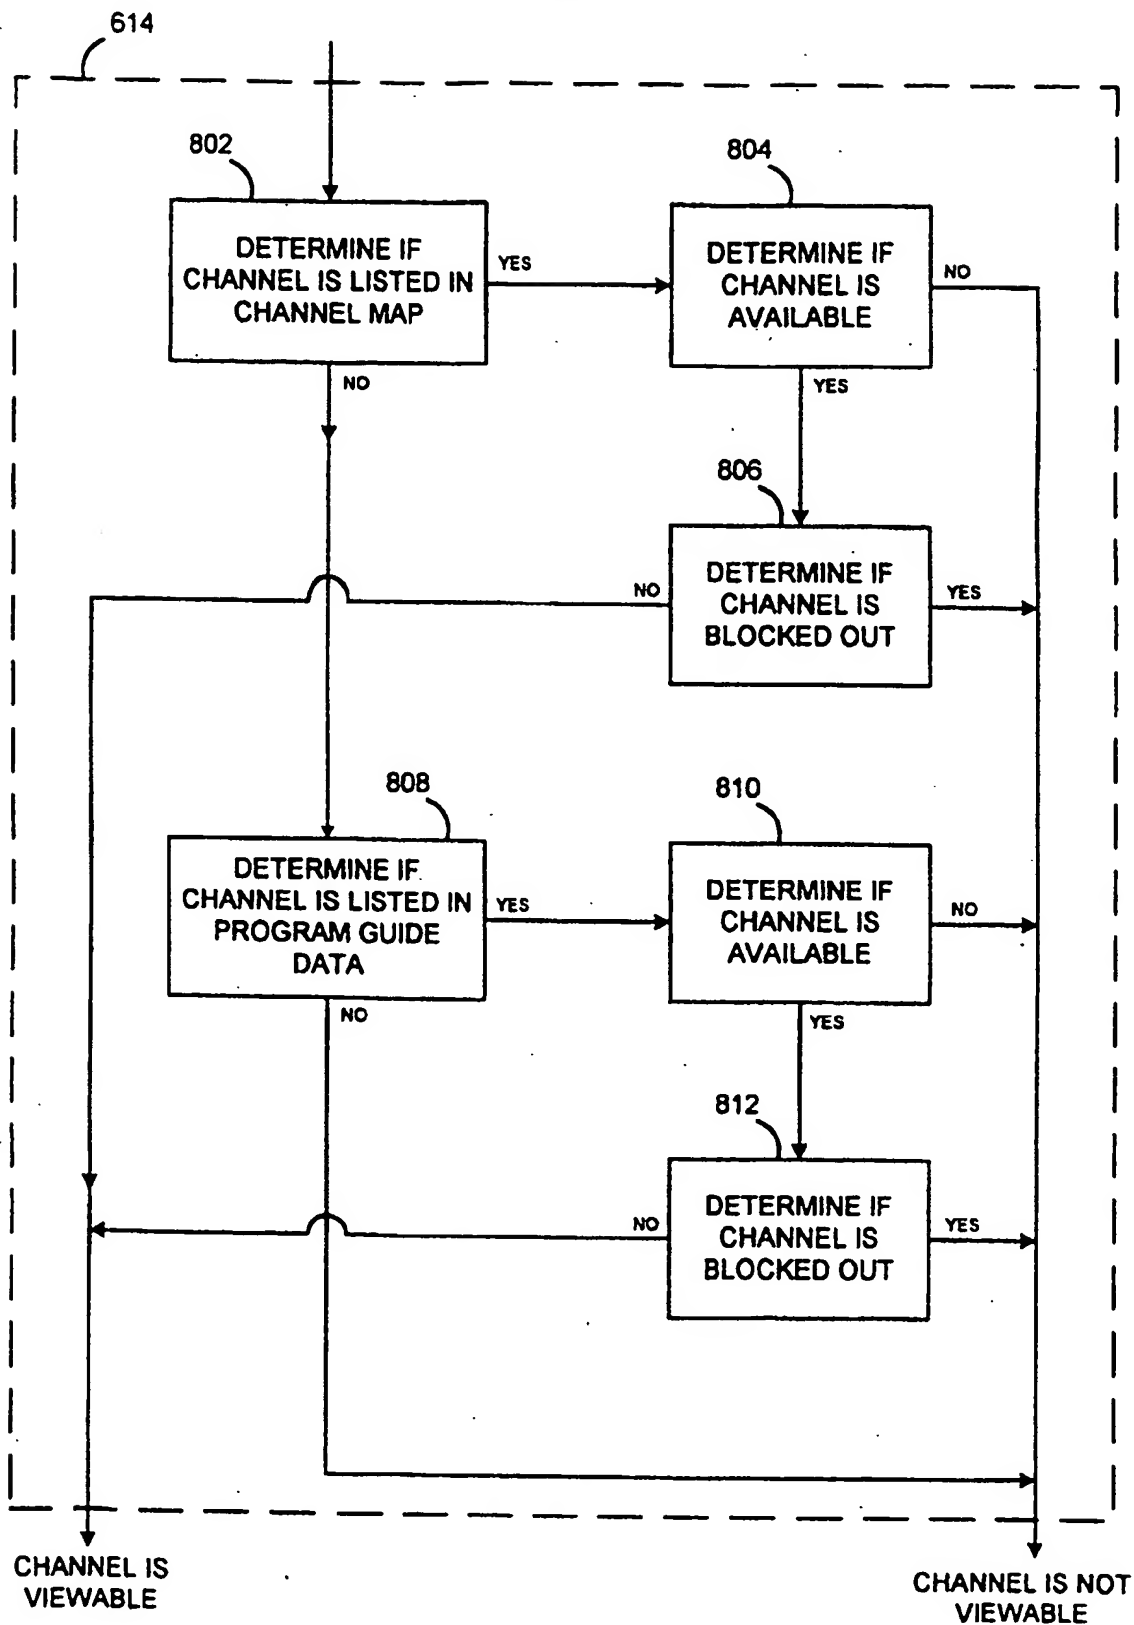 614
802
804
DETERMINE IF
CHANNEL IS LISTED IN
CHANNEL MAP
YES
DETERMINE IF
CHANNEL IS
AVAILABLE
NO
NO
YES
806
DETERMINE IF
CHANNEL IS
BLOCKED OUT
NO
YES
808
810
DETERMINE IF
CHANNEL IS LISTED IN
PROGRAM GUIDE
DATA
YES
DETERMINE IF
CHANNEL IS
AVAILABLE
NO
NO
YES
812
DETERMINE IF
CHANNEL IS
BLOCKED OUT
NO
YES
CHANNEL IS
VIEWABLE
CHANNEL IS NOT
VIEWABLE